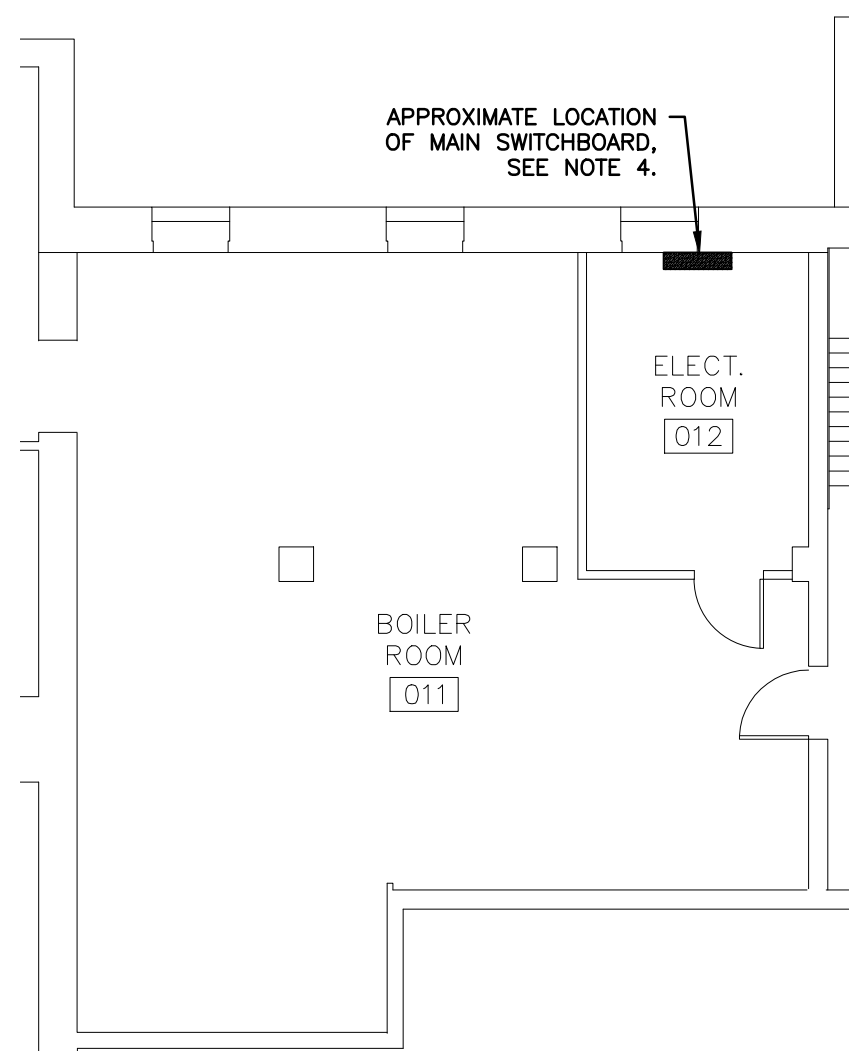 APPROXIMATE LOCATION
OF MAIN SWITCHBOARD,
SEE NOTE 4.
ELECT.
ROOM
012
BOILER
ROOM
011